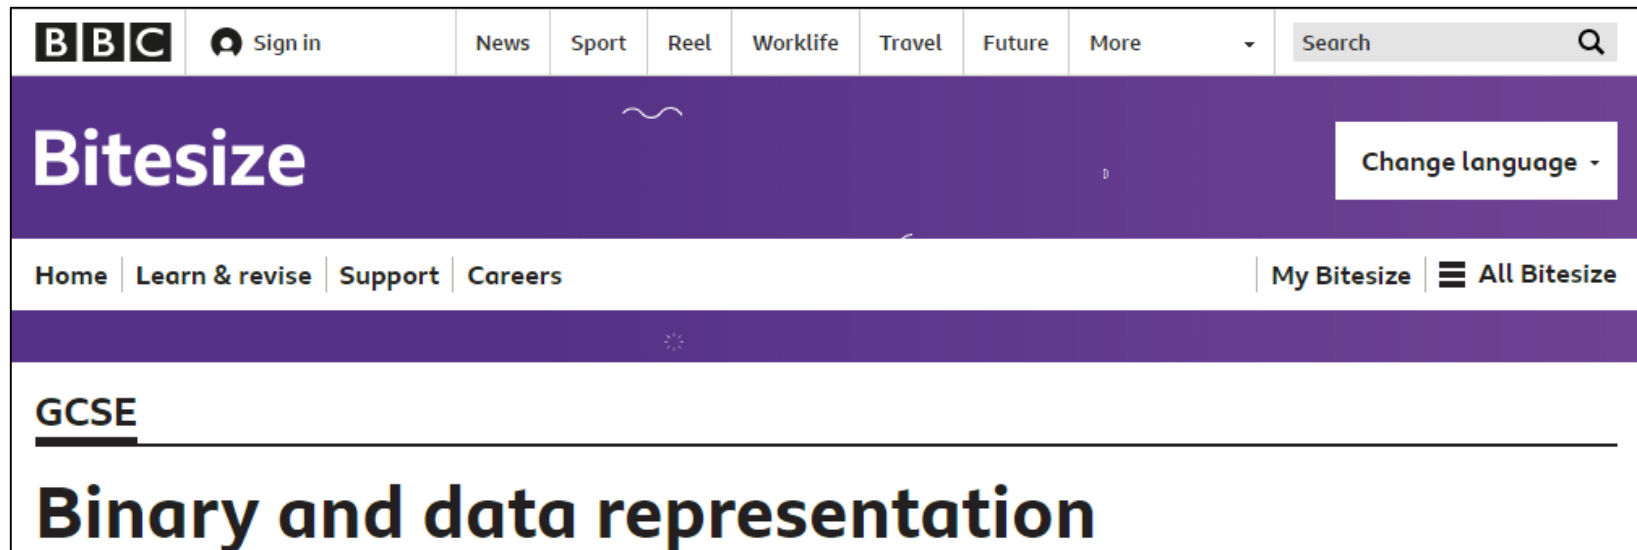 BBC Sign in News Sport Reel Worklife Travel Future More Search
Bitesize
Change language
Home Learn & revise Support Careers My Bitesize All Bitesize
GCSE
Binary and data representation